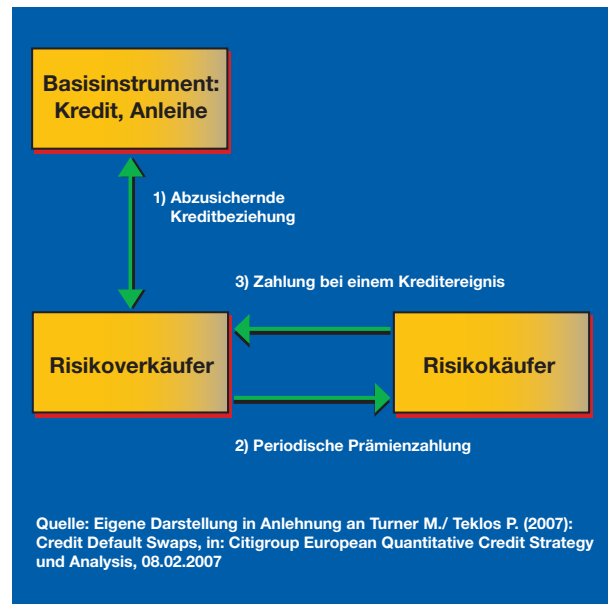 Basisinstrument:
Kredit, Anleihe
1) Abzusichernde
Kreditbeziehung
3) Zahlung bei einem Kreditereignis
Risikoverkäufer
Risikokäufer
2) Periodische Prämienzahlung
Quelle: Eigene Darstellung in Anlehnung an Turner M./ Teklos P. (2007):
Credit Default Swaps, in: Citigroup European Quantitative Credit Strategy
und Analysis, 08.02.2007